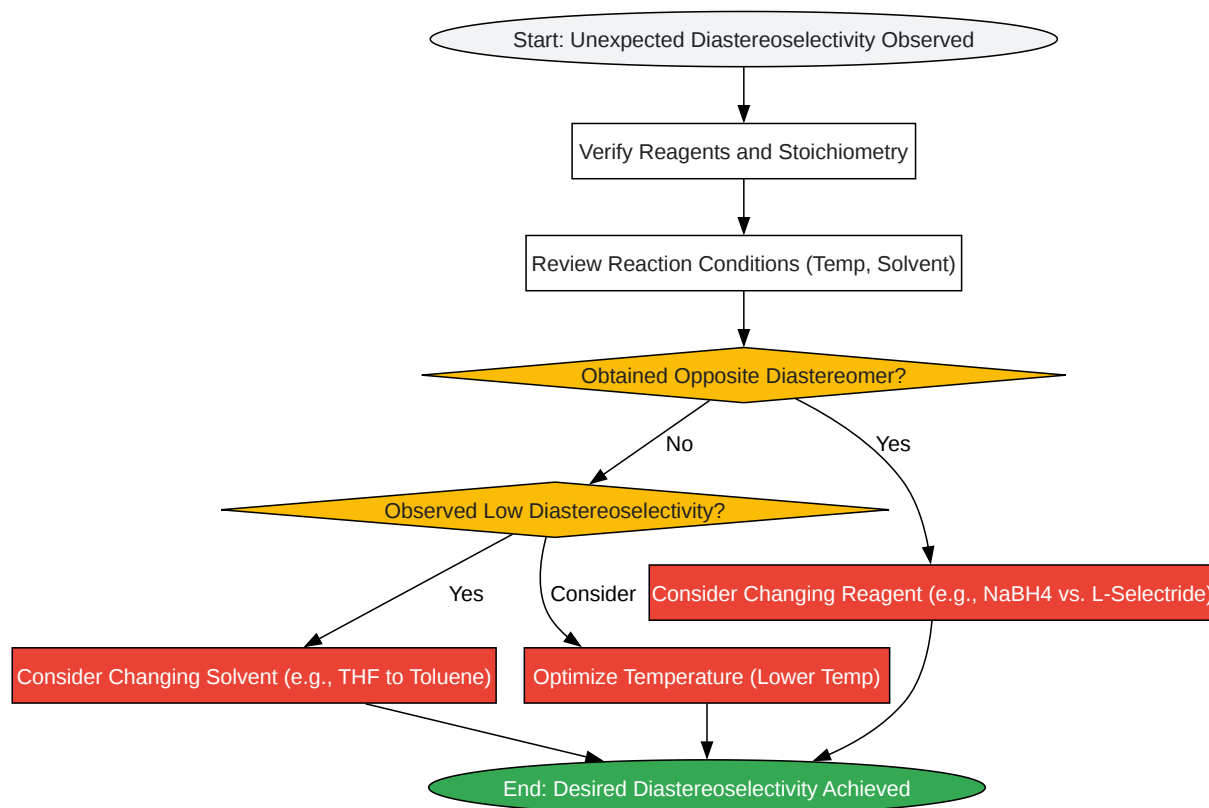 Start: Unexpected Diastereoselectivity Observed
Verify Reagents and Stoichiometry
Review Reaction Conditions (Temp, Solvent)
Obtained Opposite Diastereomer?
No
Yes
Observed Low Diastereoselectivity?
Yes
Consider
Consider Changing Reagent (e.g., NaBH4 vs. L-Selectride)
Consider Changing Solvent (e.g., THF to Toluene)
Optimize Temperature (Lower Temp)
End: Desired Diastereoselectivity Achieved